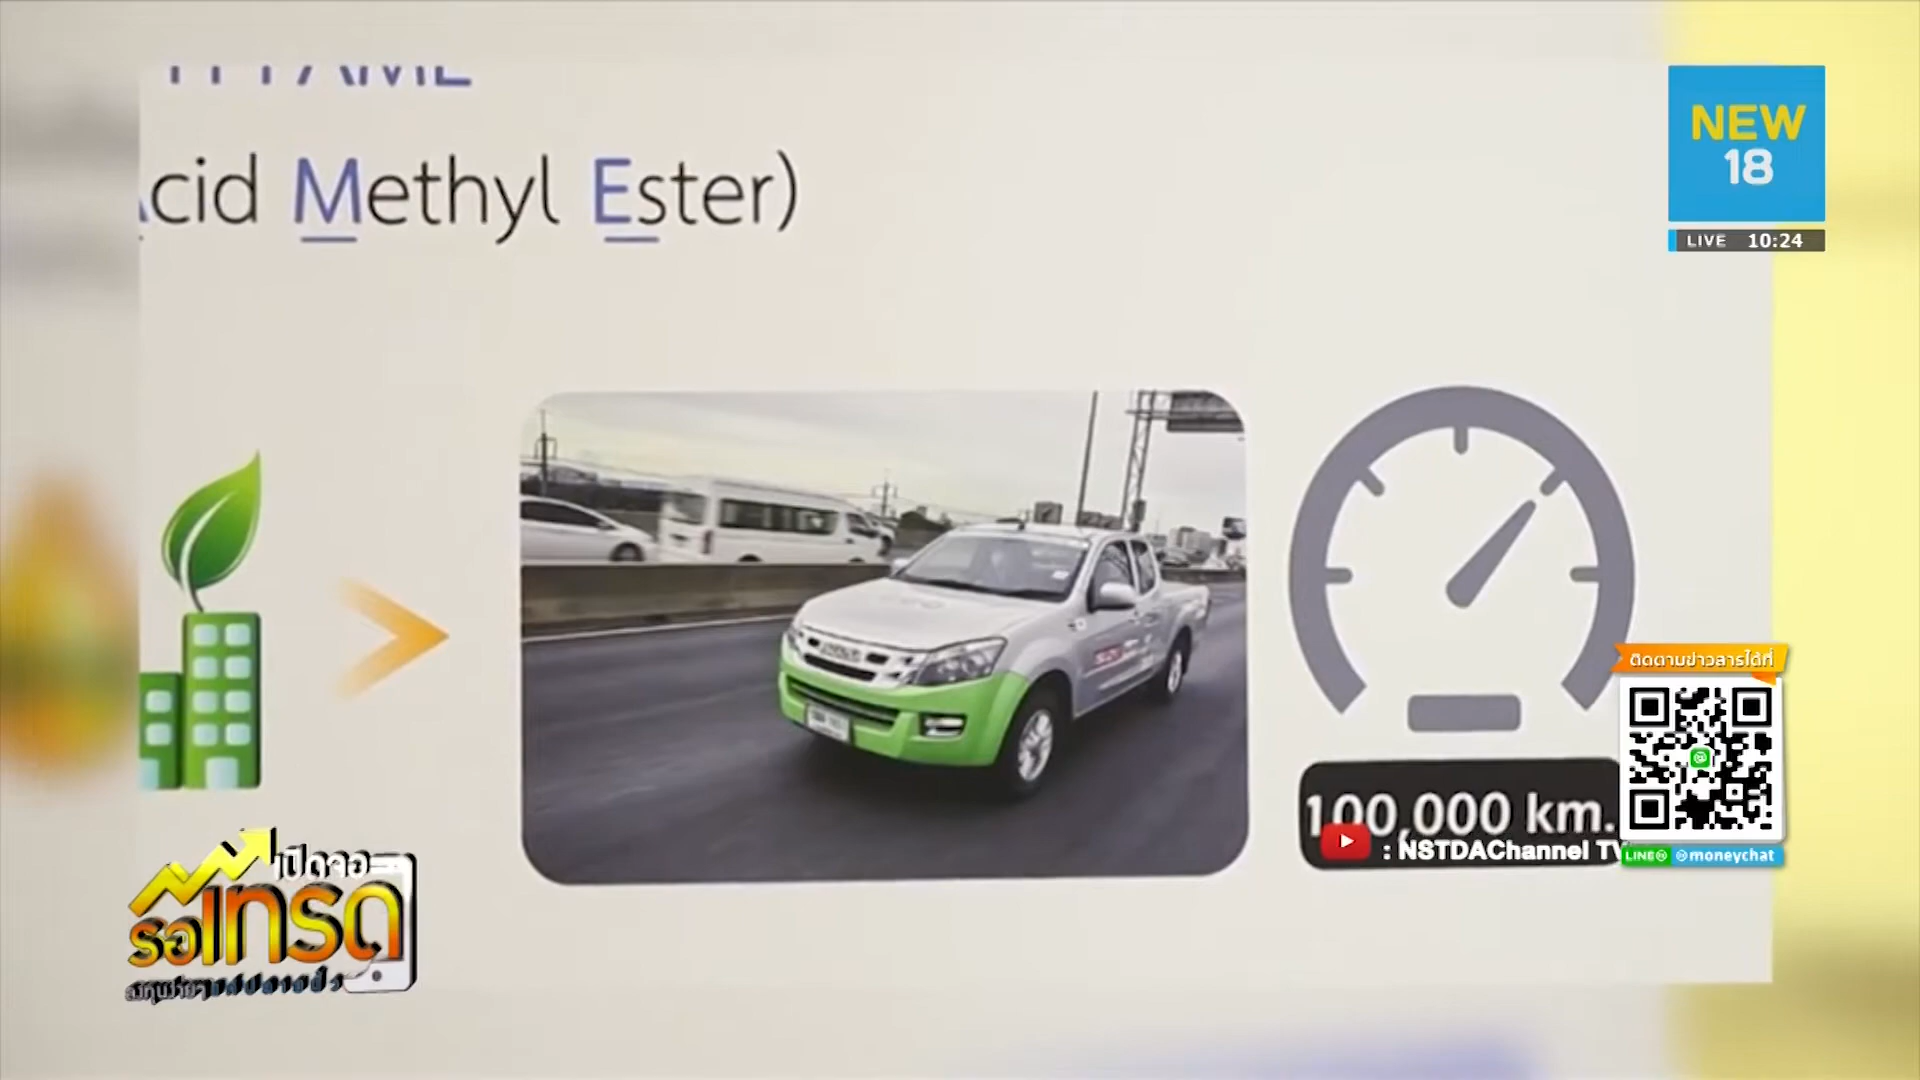 NEW
18
LIVE 10:24
cid Methyl Ester)
ติดตามข่าวสารได้ที่
100,000 km.
: NSTDAChannel TV
LINE @moneychat
เปิดจอ
รอเทรด